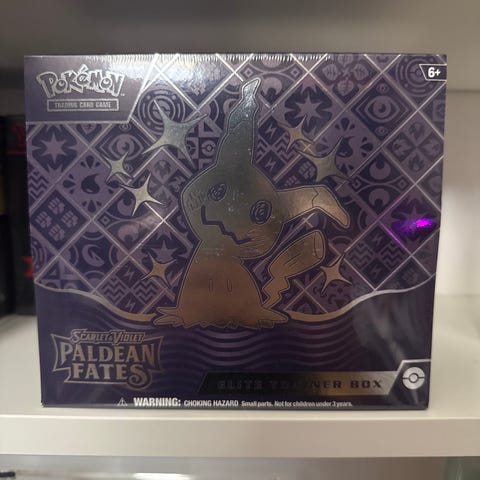 POKÉMON
TRADING CARD GAME
6+
SCARLET & VIOLET
PALDEAN
FATES
ELITE TRAINER BOX
WARNING: CHOKING HAZARD Small parts. Not for children under 3 years.